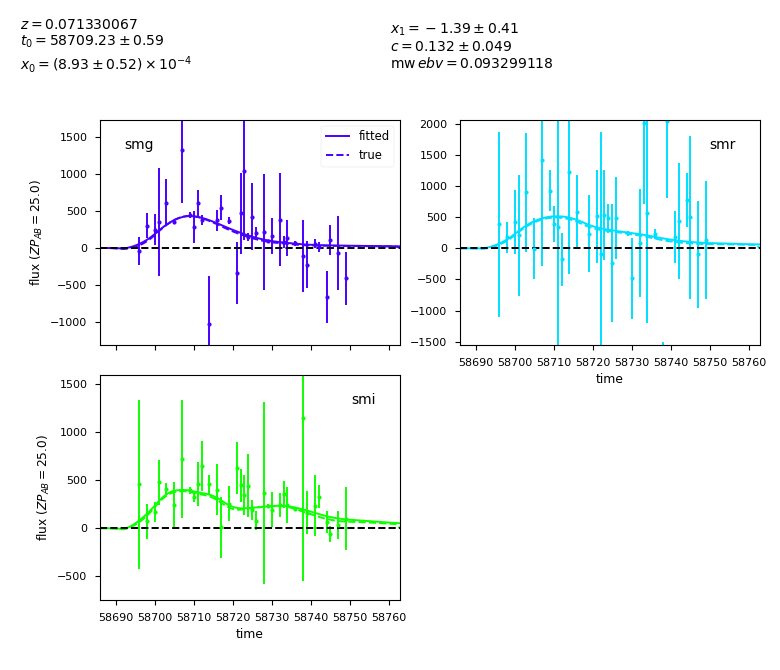 z = 0.071330067
t₀ = 58709.23 ± 0.59
x₀ = (8.93 ± 0.52) × 10⁻⁴
x₁ = −1.39 ± 0.41
c = 0.132 ± 0.049
mw ebv = 0.093299118
smg
fitted
true
1500
1000
500
0
−500
−1000
flux (ZP_AB = 25.0)
smr
2000
1500
1000
500
0
−500
−1000
−1500
58690 58700 58710 58720 58730 58740 58750 58760
time
smi
1500
1000
500
0
−500
flux (ZP_AB = 25.0)
58690 58700 58710 58720 58730 58740 58750 58760
time